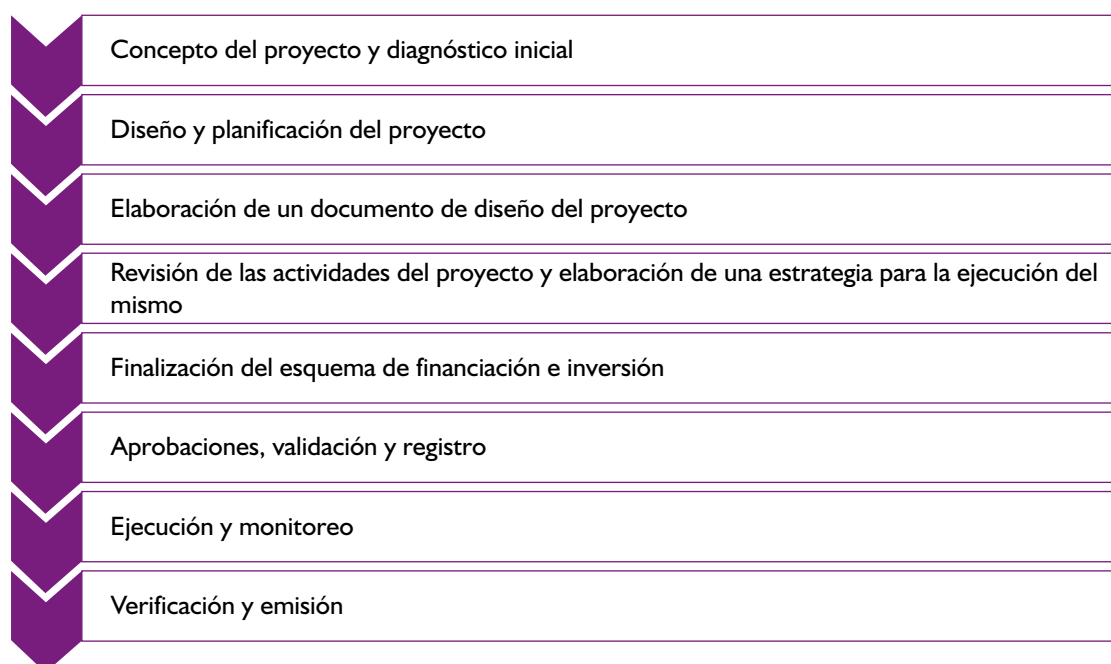 Concepto del proyecto y diagnóstico inicial
Diseño y planificación del proyecto
Elaboración de un documento de diseño del proyecto
Revisión de las actividades del proyecto y elaboración de una estrategia para la ejecución del
mismo
Finalización del esquema de financiación e inversión
Aprobaciones, validación y registro
Ejecución y monitoreo
Verificación y emisión